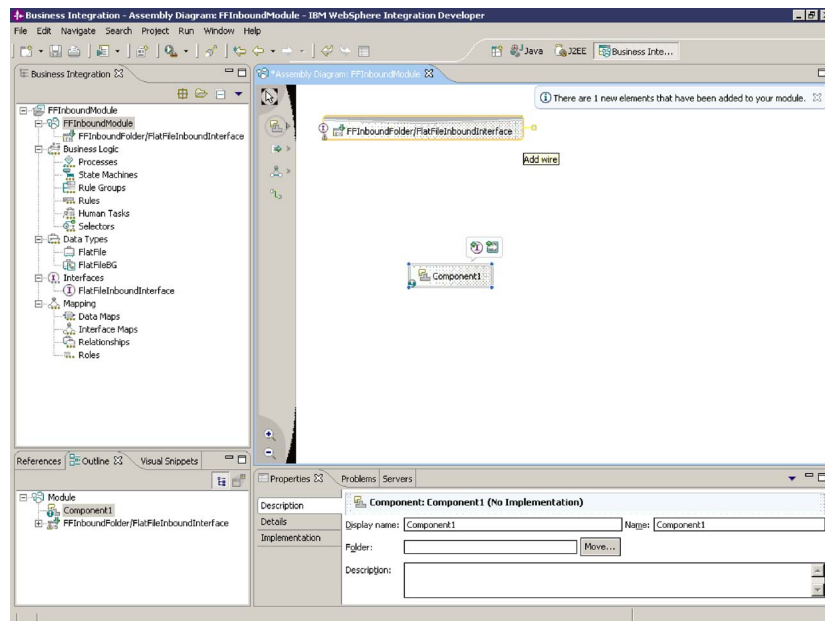 Business Integration - Assembly Diagram: FFInboundModule - IBM WebSphere Integration Developer
File Edit Navigate Search Project Run Window Help
Java J2EE Business Inte...
Business Integration
FFInboundModule
FFInboundModule
FFInboundFolder/FlatFileInboundInterface
Business Logic
Processes
State Machines
Rule Groups
Rules
Human Tasks
Selectors
Data Types
FlatFile
FlatFileBG
Interfaces
FlatFileInboundInterface
Mapping
Data Maps
Interface Maps
Relationships
Roles
*Assembly Diagram: FFInboundModule
There are 1 new elements that have been added to your module.
FFInboundFolder/FlatFileInboundInterface
Add wire
Component1
References Outline Visual Snippets
Module
Component1
FFInboundFolder/FlatFileInboundInterface
Properties Problems Servers
Description
Details
Implementation
Component: Component1 (No Implementation)
Display name: Component1 Name: Component1
Folder: Move...
Description: